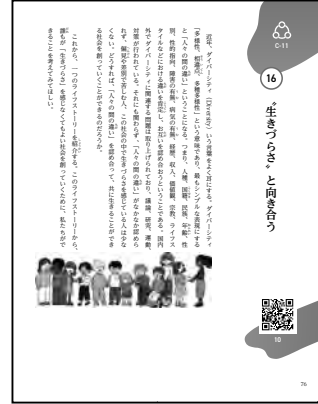 C-11
16
“生きづらさ”と向き合う
近年、ダイバーシティ（Diversity）という言葉をよく耳にする。ダイバーシティ
は「多様性、相違点、多種多様性」という意味であり、最もシンプルな表現にする
と「人々の間の違い」ということになる。つまり、人種、国籍、民族、年齢、性
別、性的指向、障害の有無、病気の有無、経歴、収入、価値観、宗教、ライフス
タイルなどにおける違いを肯定し、お互いを認め合おうということである。国内
外でダイバーシティに関連する問題は取り上げられており、議論、研究、運動、
対策が行われている。それにも関わらず、「人々の間の違い」がなかなか認めら
れず、偏見や差別で苦しむ人、この社会の中で生きづらさを感じている人は少な
くない。どうすれば、「人々の間の違い」を認め合って、共に生きることができ
る社会を創っていくことができるのだろうか。
これから、一つのライフストーリーを紹介する。このライフストーリーから、
誰もが「生きづらさ」を感じなくてもよい社会を創っていくために、私たちがで
きることを考えてみてほしい。
10
76